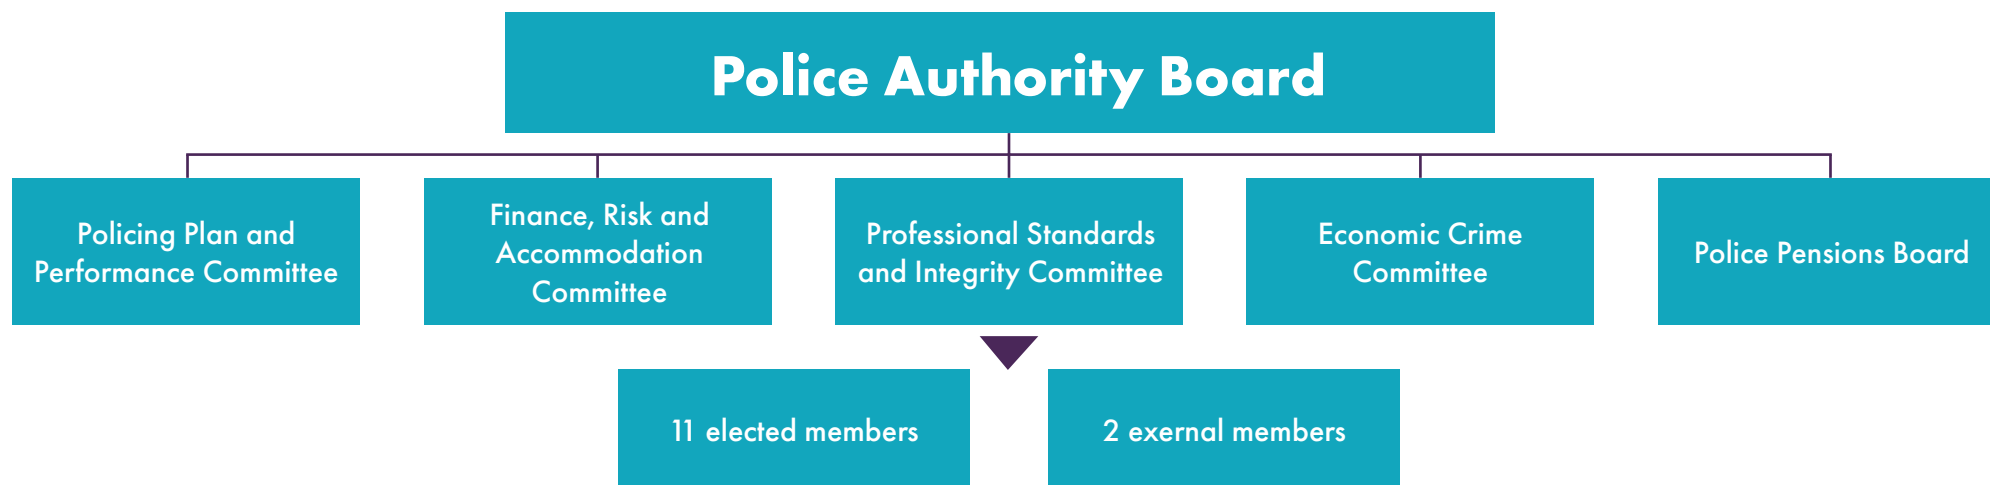 Police Authority Board
Policing Plan and
Performance Committee
Finance, Risk and
Accommodation
Committee
Professional Standards
and Integrity Committee
Economic Crime
Committee
Police Pensions Board
11 elected members
2 exernal members